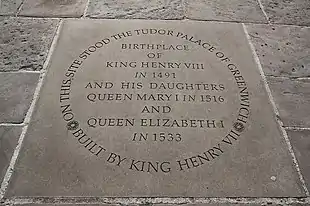 ON THIS SITE STOOD THE TUDOR PALACE OF GREENWICH
BIRTHPLACE OF
KING HENRY VIII
IN 1491
AND HIS DAUGHTERS
QUEEN MARY I IN 1516
AND
QUEEN ELIZABETH I
IN 1533
BUILT BY KING HENRY VII